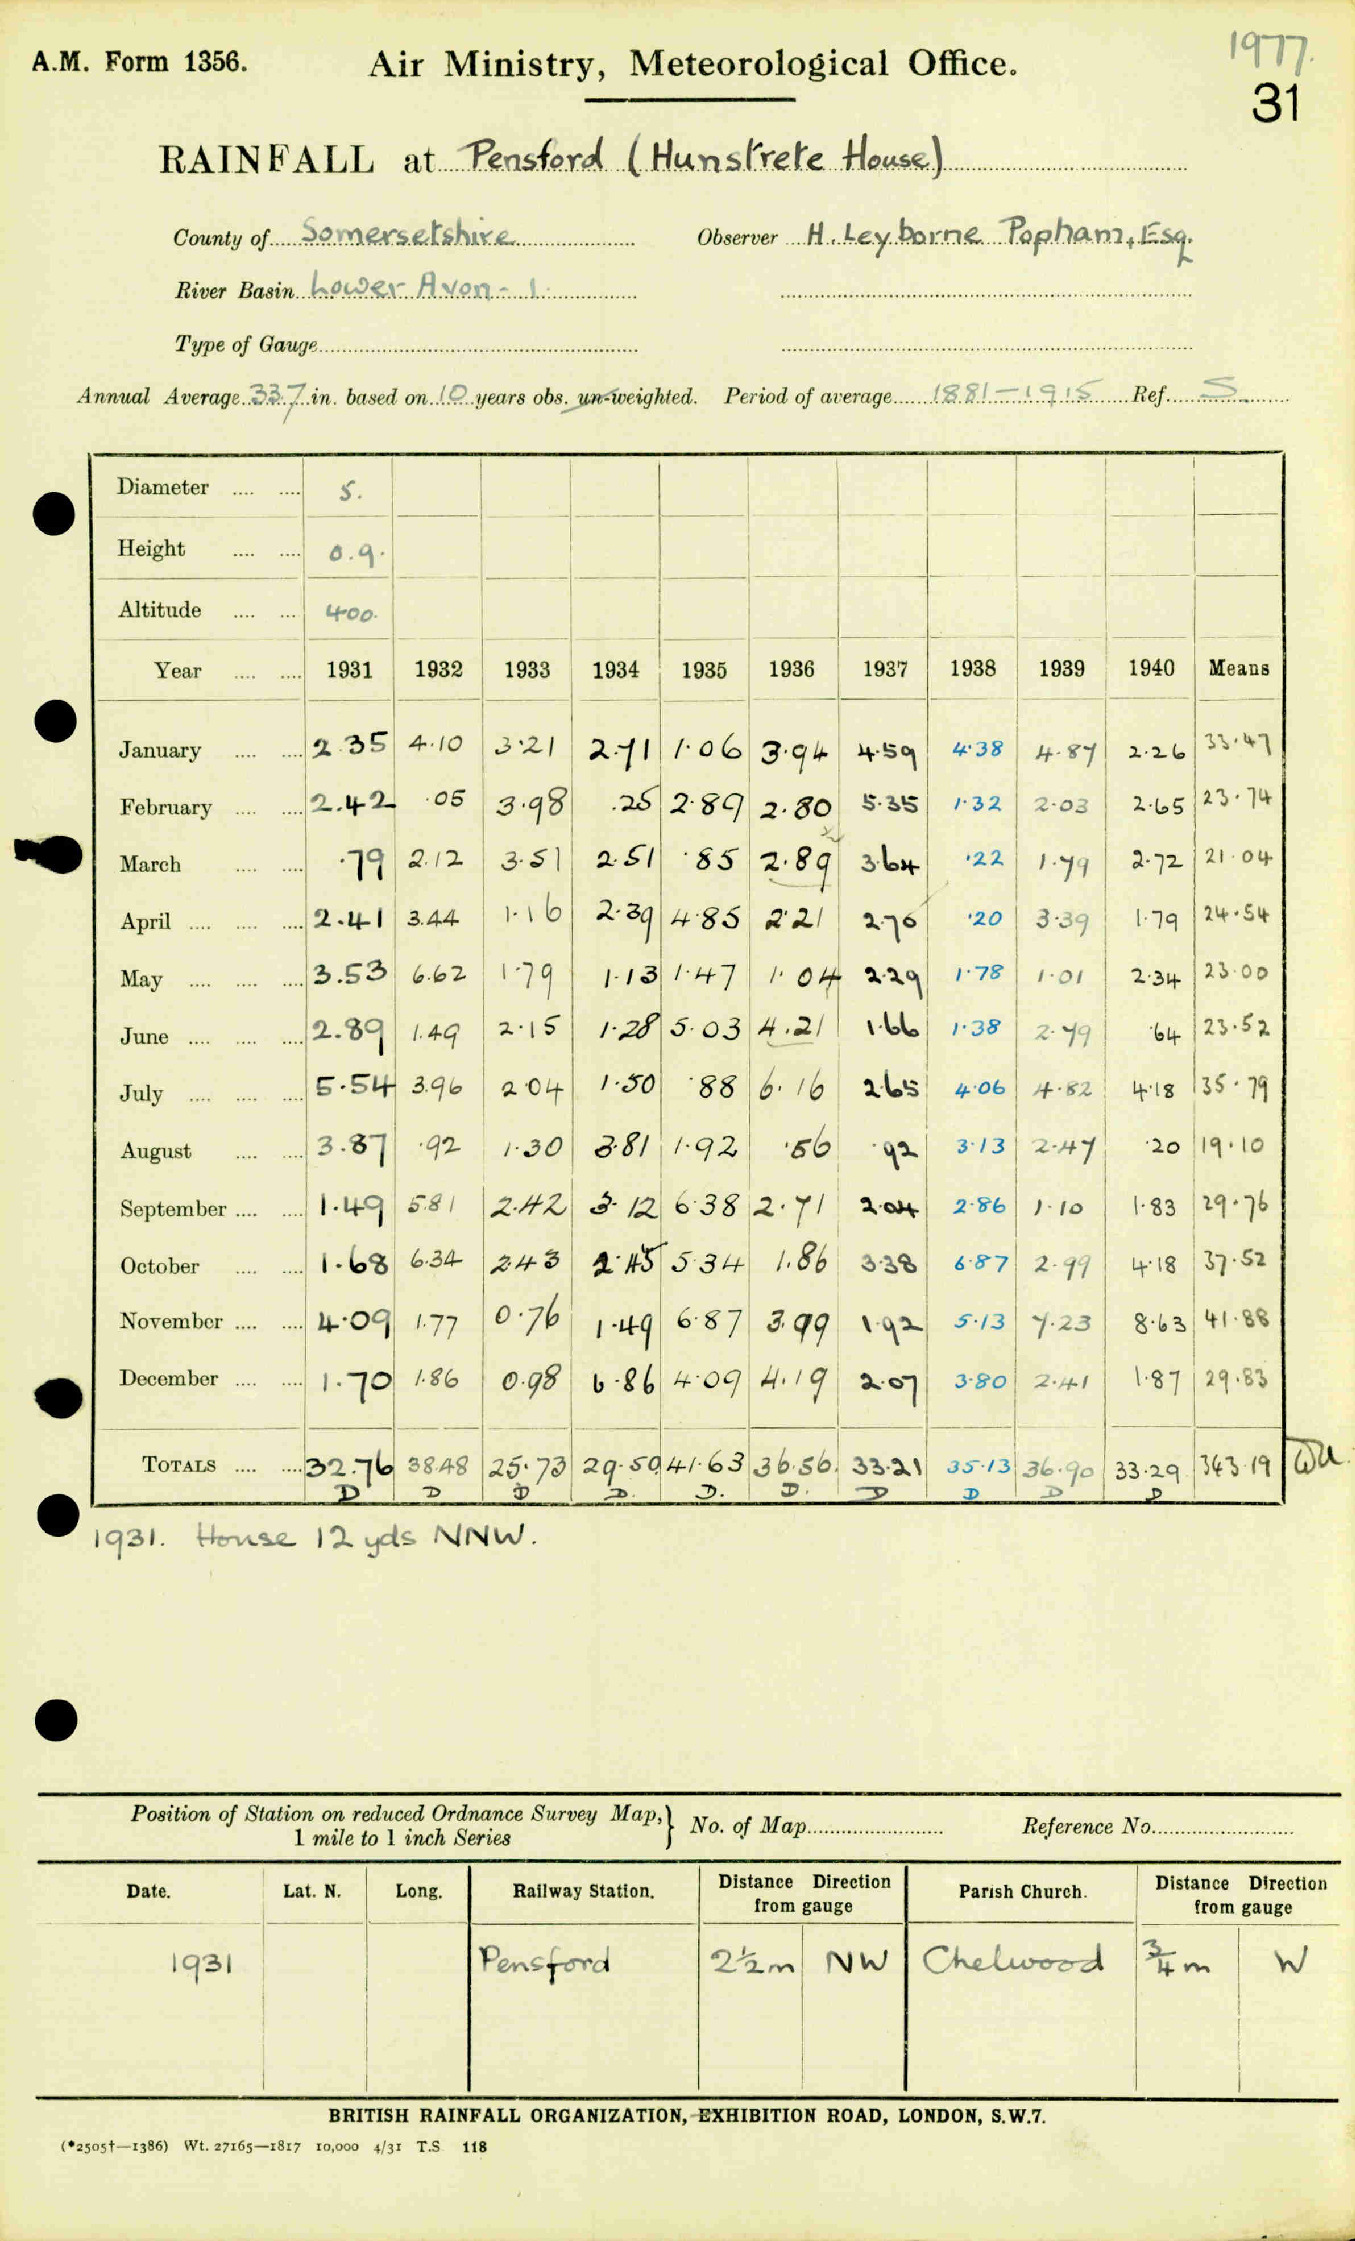 1977.
A.M. Form 1356. Air Ministry, Meteorological Office.
31
RAINFALL at Pensford (Hunstrete House)
County of Somersetshire Observer H. Leyborne Popham, Esq.
River Basin Lower Avon - 1.
Type of Gauge
Annual Average 33.7 in. based on 10 years obs. un-weighted. Period of average 1881-1915 Ref. S
Diameter 5.
Height 0.9.
Altitude 400.
Year 1931 1932 1933 1934 1935 1936 1937 1938 1939 1940 Means
January 2.35 4.10 3.21 2.71 1.06 3.94 4.59 4.38 4.87 2.26 33.47
February 2.42 .05 3.98 .25 2.89 2.80 5.35 1.32 2.03 2.65 23.74
March .79 2.12 3.51 2.51 .85 2.89 3.64 .22 1.79 2.72 21.04
April 2.41 3.44 1.16 2.39 4.85 2.21 2.70 .20 3.39 1.79 24.54
May 3.53 6.62 1.79 1.13 1.47 1.04 2.29 1.78 1.01 2.34 23.00
June 2.89 1.49 2.15 1.28 5.03 4.21 1.66 1.38 2.79 .64 23.52
July 5.54 3.96 2.04 1.50 .88 6.16 2.65 4.06 4.82 4.18 35.79
August 3.87 .92 1.30 3.81 1.92 .56 .92 3.13 2.47 .20 19.10
September 1.49 5.81 2.42 3.12 6.38 2.71 2.04 2.86 1.10 1.83 29.76
October 1.68 6.34 2.43 2.45 5.34 1.86 3.38 6.87 2.99 4.18 37.52
November 4.09 1.77 0.76 1.49 6.87 3.99 1.92 5.13 7.23 8.63 41.88
December 1.70 1.86 0.98 6.86 4.09 4.19 2.07 3.80 2.41 1.87 29.83
TOTALS 32.76 38.48 25.73 29.50 41.63 36.56 33.21 35.13 36.90 33.29 363.19
D D D D. D. D. D D D D
1931. House 12 yds NNW.
Position of Station on reduced Ordnance Survey Map, } No. of Map Reference No.
1 mile to 1 inch Series
Date. Lat. N. Long. Railway Station. Distance Direction from gauge Parish Church. Distance Direction from gauge
1931 Pensford 2½m NW Chelwood ¾m W
BRITISH RAINFALL ORGANIZATION, EXHIBITION ROAD, LONDON, S.W.7.
(*2505†—1386) Wt. 27165—1817 10,000 4/31 T.S 118